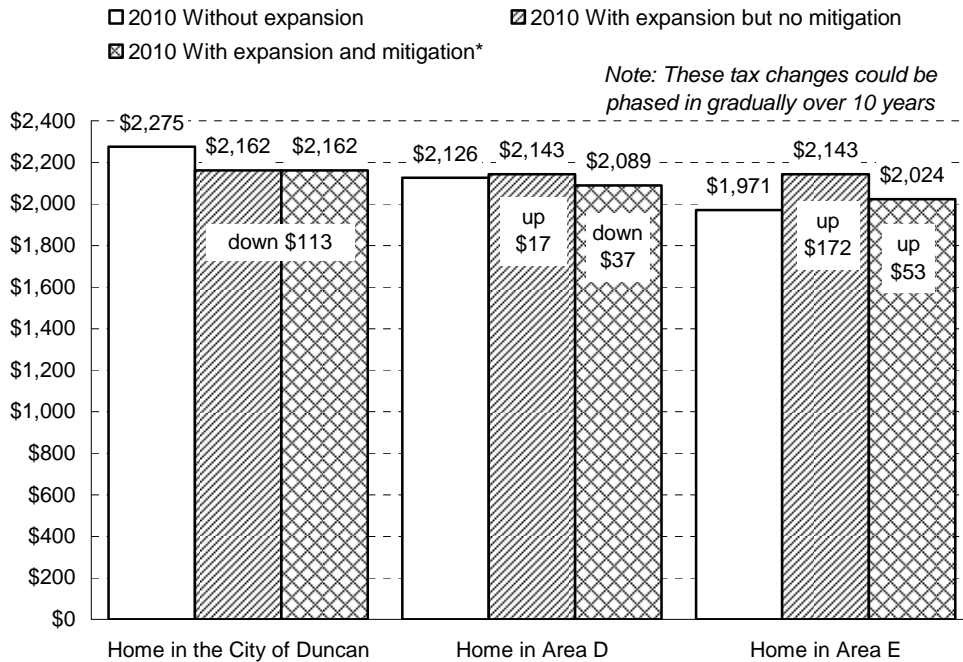 2010 Without expansion
2010 With expansion but no mitigation
2010 With expansion and mitigation*
Note: These tax changes could be
phased in gradually over 10 years
$2,400
$2,200
$2,000
$1,800
$1,600
$1,400
$1,200
$1,000
$800
$600
$400
$200
$0
$2,275
$2,162
$2,162
down $113
$2,126
$2,143
$2,089
up
$17
down
$37
$1,971
$2,143
$2,024
up
$172
up
$53
Home in the City of Duncan
Home in Area D
Home in Area E